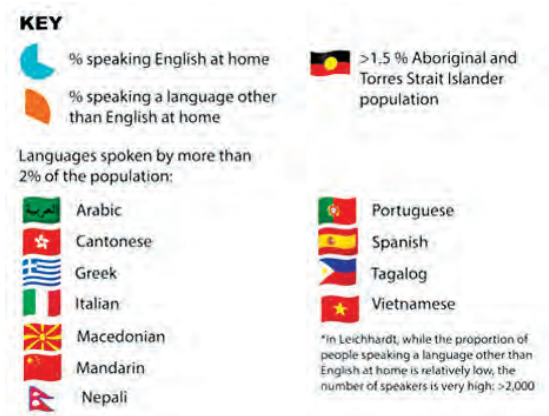 KEY
% speaking English at home
% speaking a language other
than English at home
>1.5 % Aboriginal and
Torres Strait Islander
population
Languages spoken by more than
2% of the population:
العربية
Arabic
Cantonese
Greek
Italian
Macedonian
Mandarin
Nepali
Portuguese
Spanish
Tagalog
Vietnamese
*in Leichhardt, while the proportion of
people speaking a language other than
English at home is relatively low, the
number of speakers is very high: >2,000